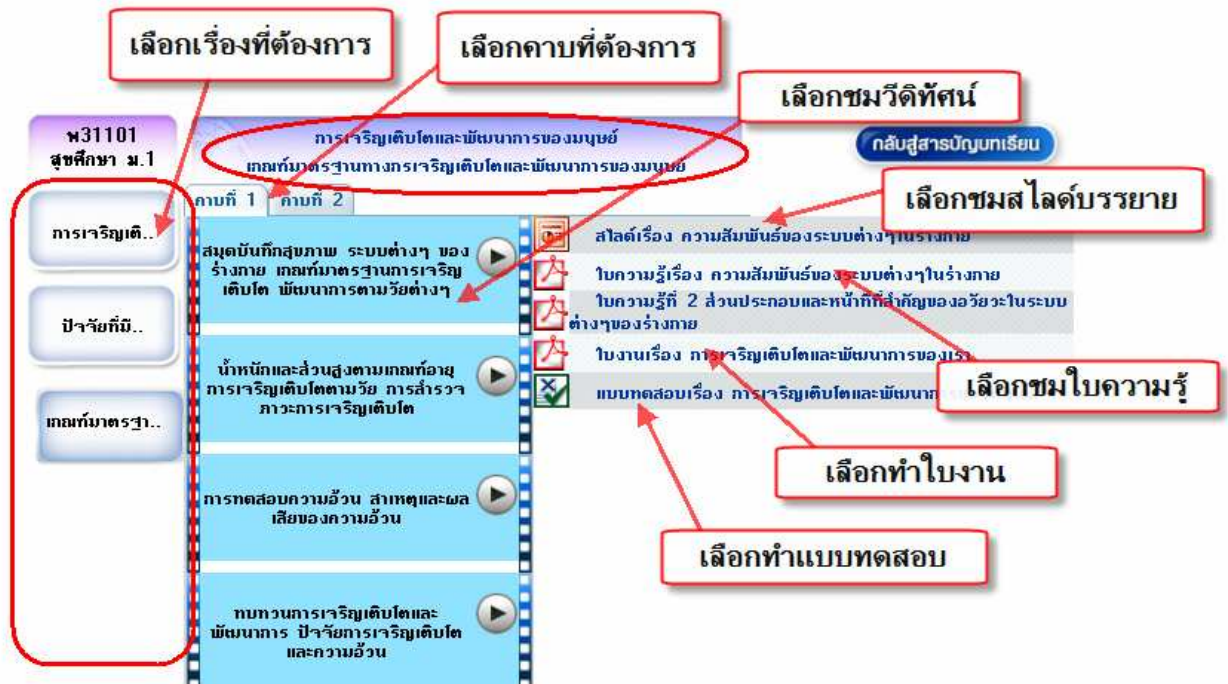 เลือกเรื่องที่ต้องการ
เลือกคาบที่ต้องการ
เลือกชมวีดิทัศน์
พ31101
สุขศึกษา ม.1
การเจริญเติบโตและพัฒนาการของมนุษย์
เกณฑ์มาตรฐานทางการเจริญเติบโตและพัฒนาการของมนุษย์
กลับสู่สารบัญบทเรียน
เลือกชมสไลด์บรรยาย
คาบที่ 1
คาบที่ 2
การเจริญเติ..
ปัจจัยที่มี..
เกณฑ์มาตรฐา..
สมุดบันทึกสุขภาพ ระบบต่างๆ ของ
ร่างกาย เกณฑ์มาตรฐานการเจริญ
เติบโต พัฒนาการตามวัยต่างๆ
น้ำหนักและส่วนสูงตามเกณฑ์อายุ
การเจริญเติบโตตามวัย การสำรวจ
ภาวะการเจริญเติบโต
การทดสอบความอ้วน สาเหตุและผล
เสียของความอ้วน
ทบทวนการเจริญเติบโตและ
พัฒนาการ ปัจจัยการเจริญเติบโต
และความอ้วน
สไลด์เรื่อง ความสัมพันธ์ของระบบต่างๆในร่างกาย
ใบความรู้เรื่อง ความสัมพันธ์ของระบบต่างๆในร่างกาย
ใบความรู้ที่ 2 ส่วนประกอบและหน้าที่ที่สำคัญของอวัยวะในระบบ
ต่างๆของร่างกาย
ใบงานเรื่อง การเจริญเติบโตและพัฒนาการของเรา
แบบทดสอบเรื่อง การเจริญเติบโตและพัฒนา
เลือกชมใบความรู้
เลือกทำใบงาน
เลือกทำแบบทดสอบ